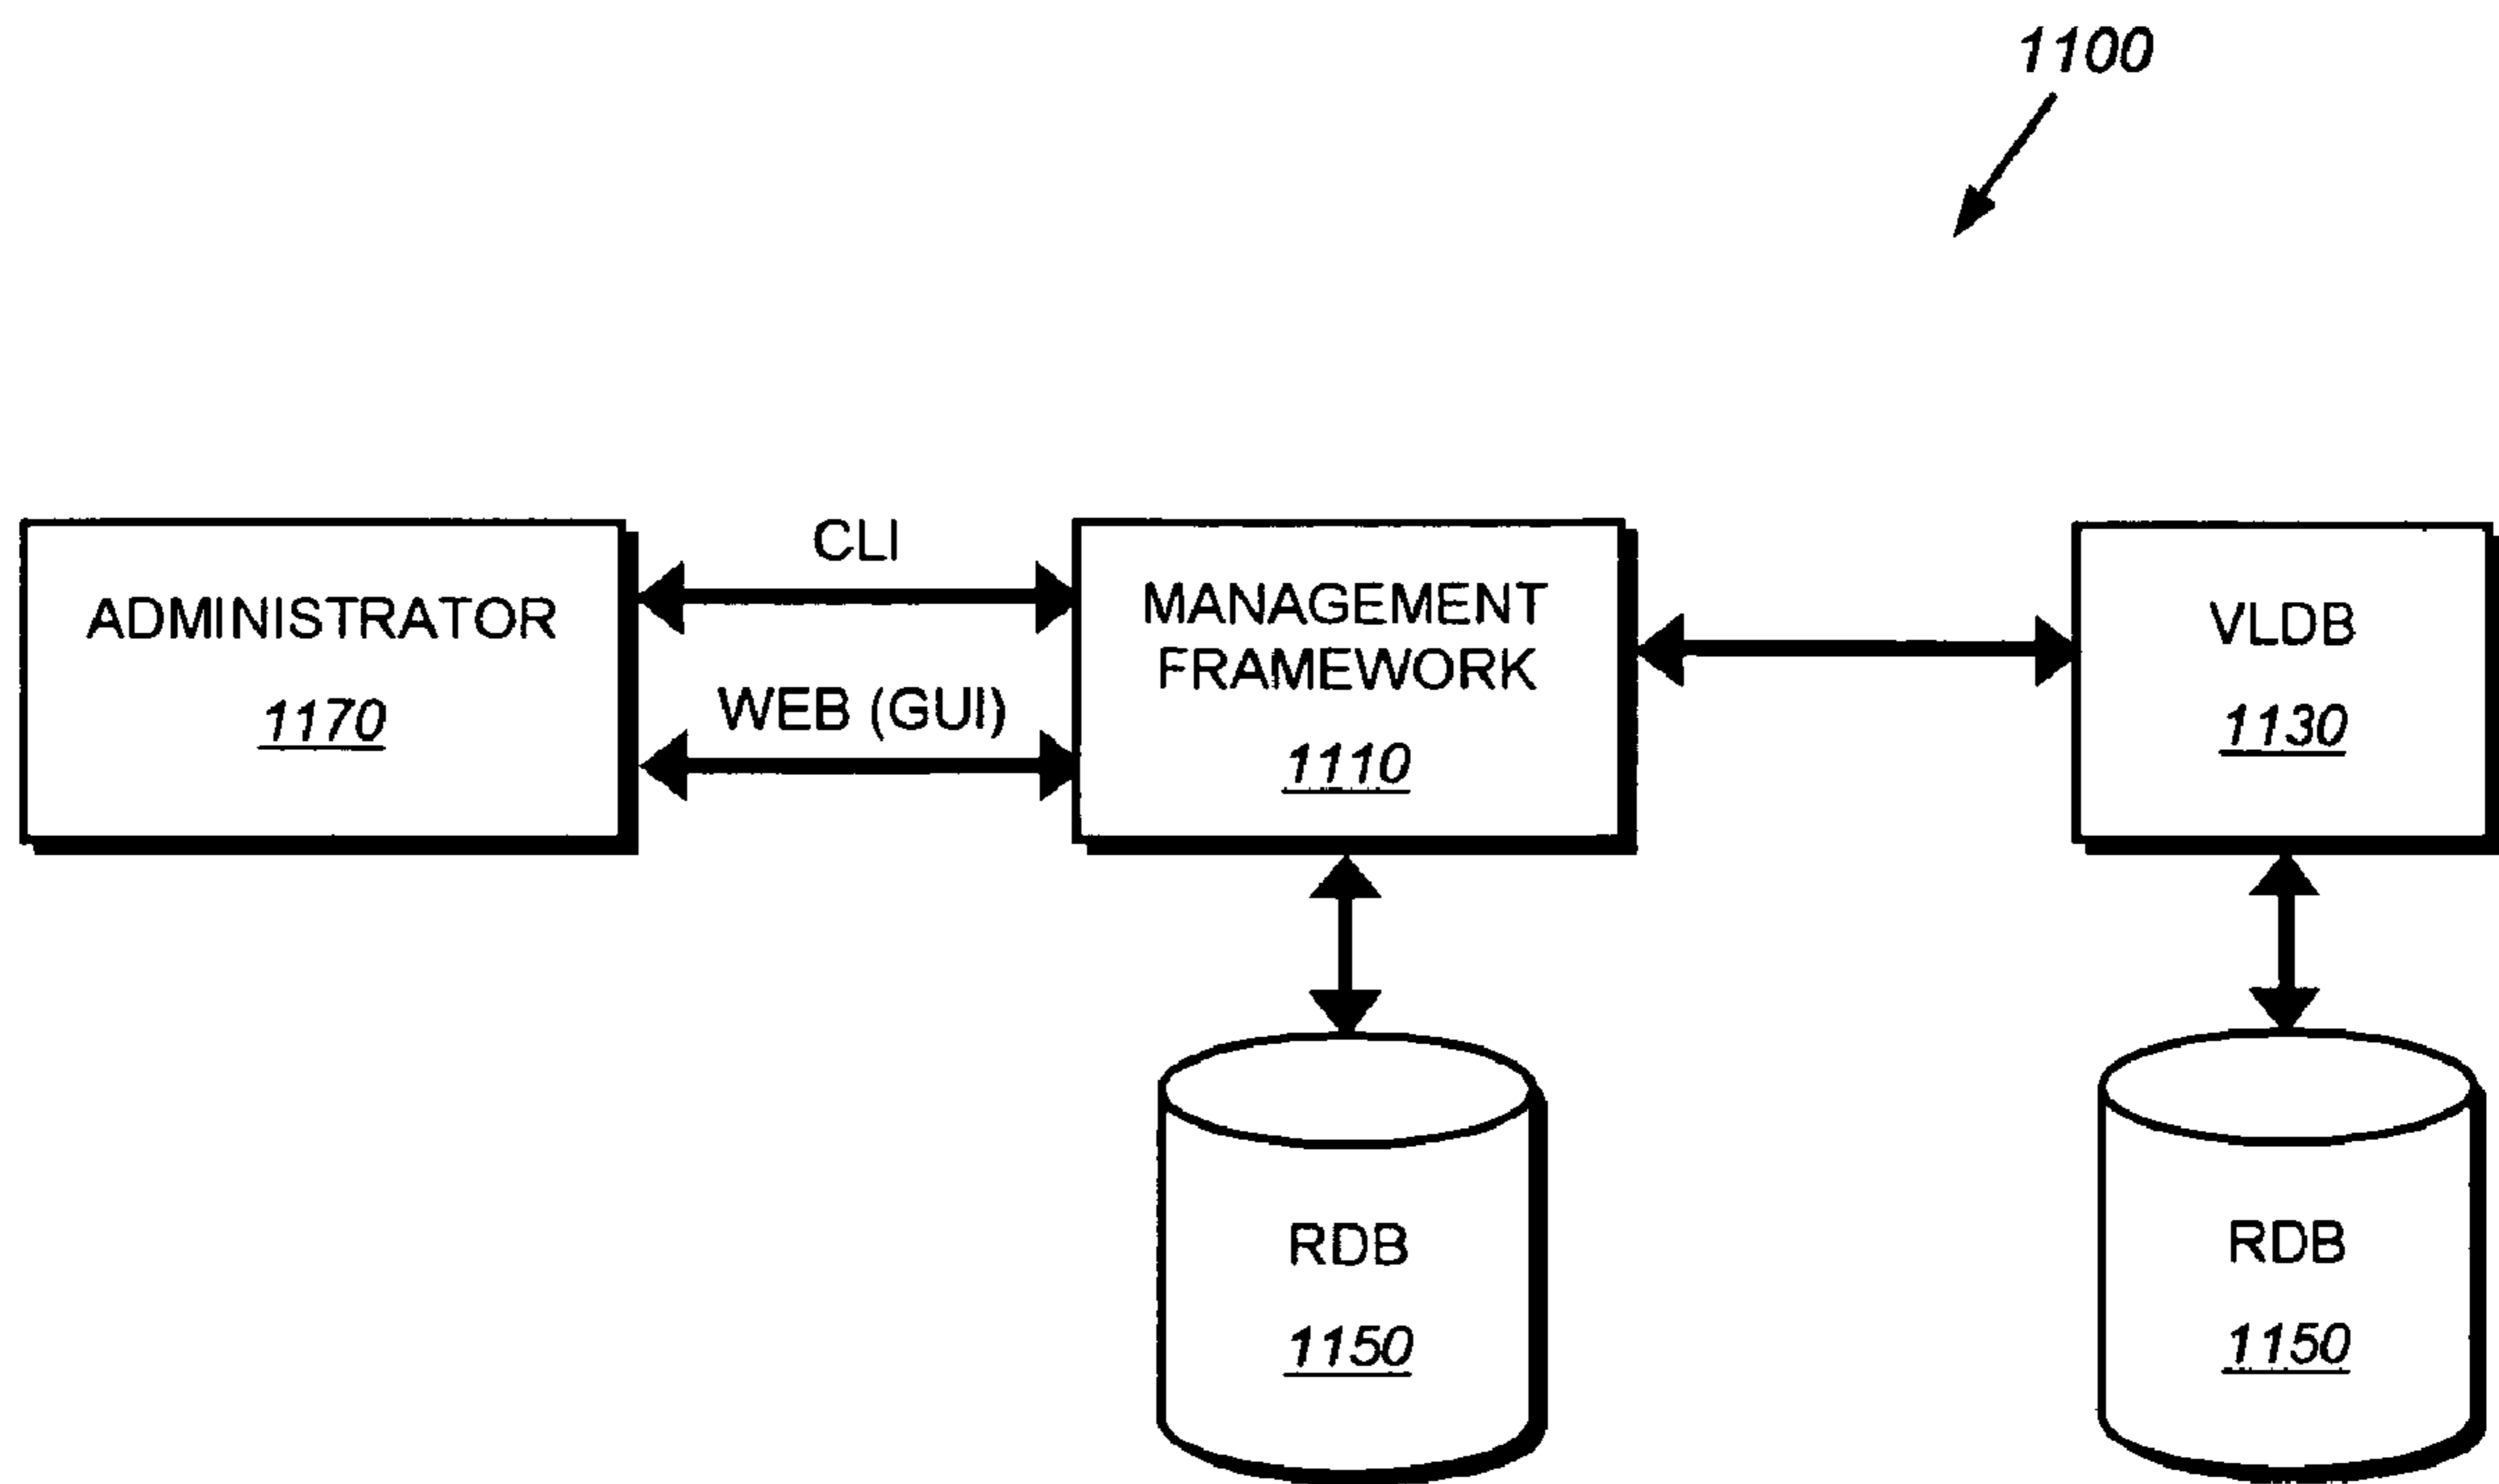 1100
CLI
ADMINISTRATOR
1170
WEB (GUI)
MANAGEMENT
FRAMEWORK
1110
VLDB
1130
RDB
1150
RDB
1150